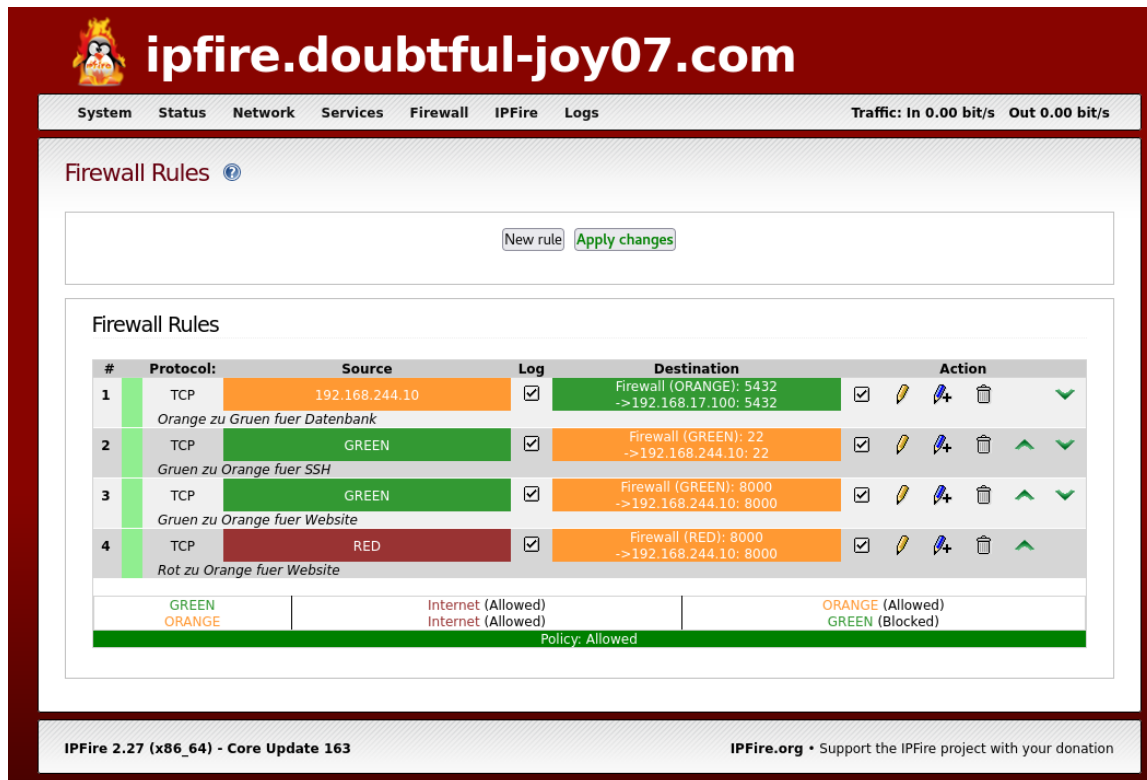 ipfire.doubtful-joy07.com
System Status Network Services Firewall IPFire Logs Traffic: In 0.00 bit/s Out 0.00 bit/s
Firewall Rules
New rule Apply changes
Firewall Rules
# Protocol: Source Log Destination Action
1 TCP 192.168.244.10 Firewall (ORANGE): 5432
->192.168.17.100: 5432
Orange zu Gruen fuer Datenbank
2 TCP GREEN Firewall (GREEN): 22
->192.168.244.10: 22
Gruen zu Orange fuer SSH
3 TCP GREEN Firewall (GREEN): 8000
->192.168.244.10: 8000
Gruen zu Orange fuer Website
4 TCP RED Firewall (RED): 8000
->192.168.244.10: 8000
Rot zu Orange fuer Website
GREEN Internet (Allowed) ORANGE (Allowed)
ORANGE Internet (Allowed) GREEN (Blocked)
Policy: Allowed
IPFire 2.27 (x86_64) - Core Update 163 IPFire.org • Support the IPFire project with your donation